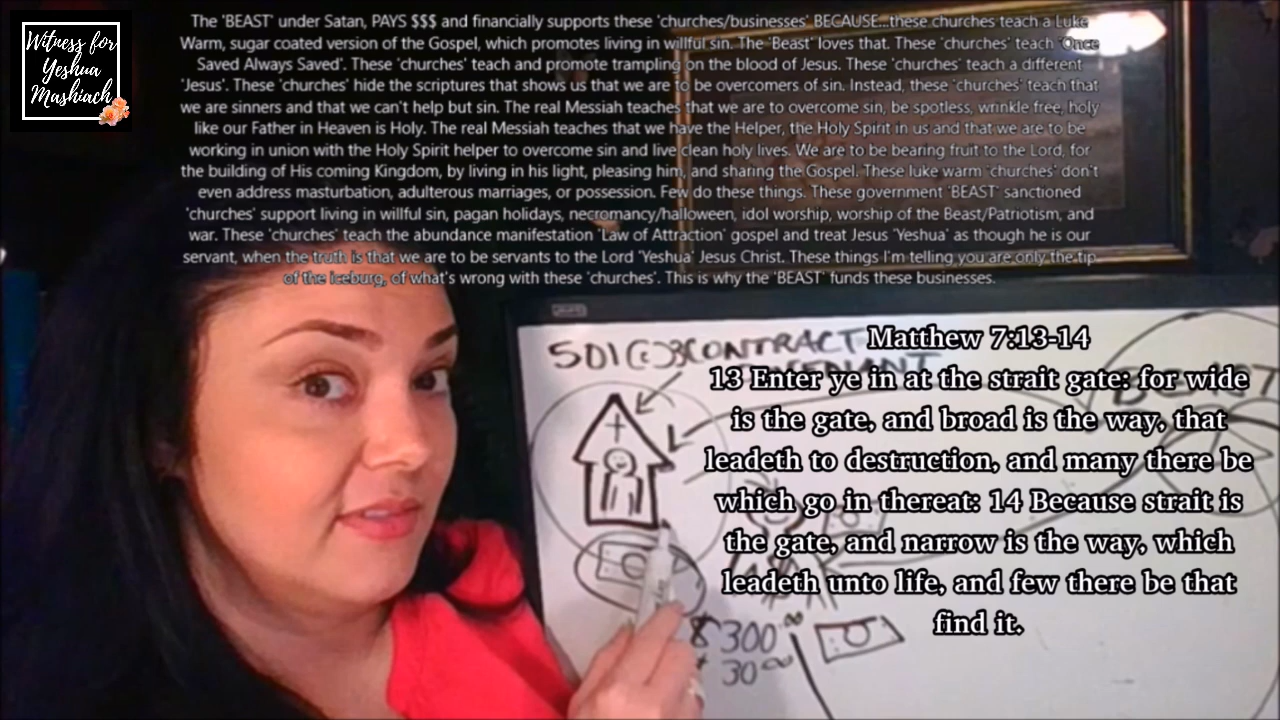 Witness for
Yeshua
Mashiach
The 'BEAST' under Satan, PAYS $$$ and financially supports these 'churches/businesses' BECAUSE...these churches teach a Luke
Warm, sugar coated version of the Gospel, which promotes living in willful sin. The 'Beast' loves that. These 'churches' teach 'Once
Saved Always Saved'. These 'churches' teach and promote trampling on the blood of Jesus. These 'churches' teach a different
'Jesus'. These 'churches' hide the scriptures that shows us that we are to be overcomers of sin. Instead, these 'churches' teach that
we are sinners and that we can't help but sin. The real Messiah teaches that we are to overcome sin, be spotless, wrinkle free, holy
like our Father in Heaven is Holy. The real Messiah teaches that we have the Helper, the Holy Spirit in us and that we are to be
working in union with the Holy Spirit helper to overcome sin and live clean holy lives. We are to be bearing fruit to the Lord, for
the building of His coming Kingdom, by living in his light, pleasing him, and sharing the Gospel. These luke warm 'churches' don't
even address masturbation, adulterous marriages, or possession. Few do these things. These government 'BEAST' sanctioned
'churches' support living in willful sin, pagan holidays, necromancy/halloween, idol worship, worship of the Beast/Patriotism, and
war. These 'churches' teach the abundance manifestation 'Law of Attraction' gospel and treat Jesus 'Yeshua' as though he is our
servant, when the truth is that we are to be servants to the Lord 'Yeshua' Jesus Christ. These things I'm telling you are only the tip
of the iceburg, of what's wrong with these 'churches'. This is why the 'BEAST' funds these businesses.
501(c)3 CONTRACT
BEAST
Matthew 7:13-14
13 Enter ye in at the strait gate: for wide
is the gate, and broad is the way, that
leadeth to destruction, and many there be
which go in thereat: 14 Because strait is
the gate, and narrow is the way, which
leadeth unto life, and few there be that
find it.
$300.00
30.00